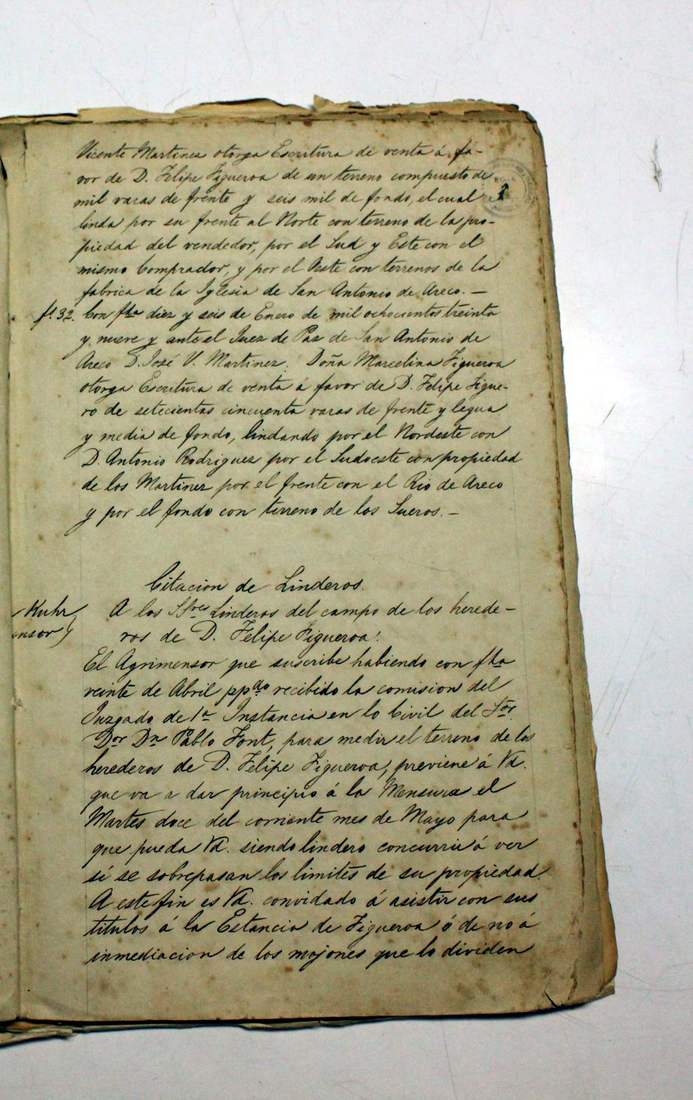 Vicente Martinez otorga Escritura de venta á fa-
vor de D. Felipe Figueroa de un terreno compuesto de
mil varas de frente y seis mil de fondo, el cual
linda por su frente al Norte con terreno de la pro-
piedad del vendedor, por el Sud y Este con el
mismo Comprador, y por el Oeste con terrenos de la
fabrica de la Iglesia de San Antonio de Areco. —
f. 32. Con fha diez y seis de Enero de mil ochocientos treinta
y nueve y ante el Juez de Paz de San Antonio de
Areco D. José V. Martinez: Doña Marcelina Figueroa
otorga Escritura de venta á favor de D. Felipe Figue-
ro de setecientas cincuenta varas de frente y legua
y media de fondo, lindando por el Nordeste con
D. Antonio Rodriguez por el Sudoeste con propiedad
de los Martinez por el frente con el Rio de Areco
y por el fondo con terreno de los Sueros. —
Citacion de Linderos.
Kuhr
ensor
A los Sres Linderos del campo de los herede-
ros de D. Felipe Figueroa:
El Agrimensor que suscribe habiendo con fha
veinte de Abril ppdo recibido la comision del
Juzgado de 1a Instancia en lo Civil del Sor
Dor Dn Pablo Font, para medir el terreno de los
herederos de D. Felipe Figueroa, previene á Vd.
que va a dar principio á la Mensura el
Martes doce del corriente mes de Mayo para
que pueda Vd. siendo lindero concurrir á ver
si se sobrepasan los limites de su propiedad.
A este fin es Vd. convidado á asistir con sus
titulos á la Estancia de Figueroa ó de no á
inmediacion de los mojones que lo dividen